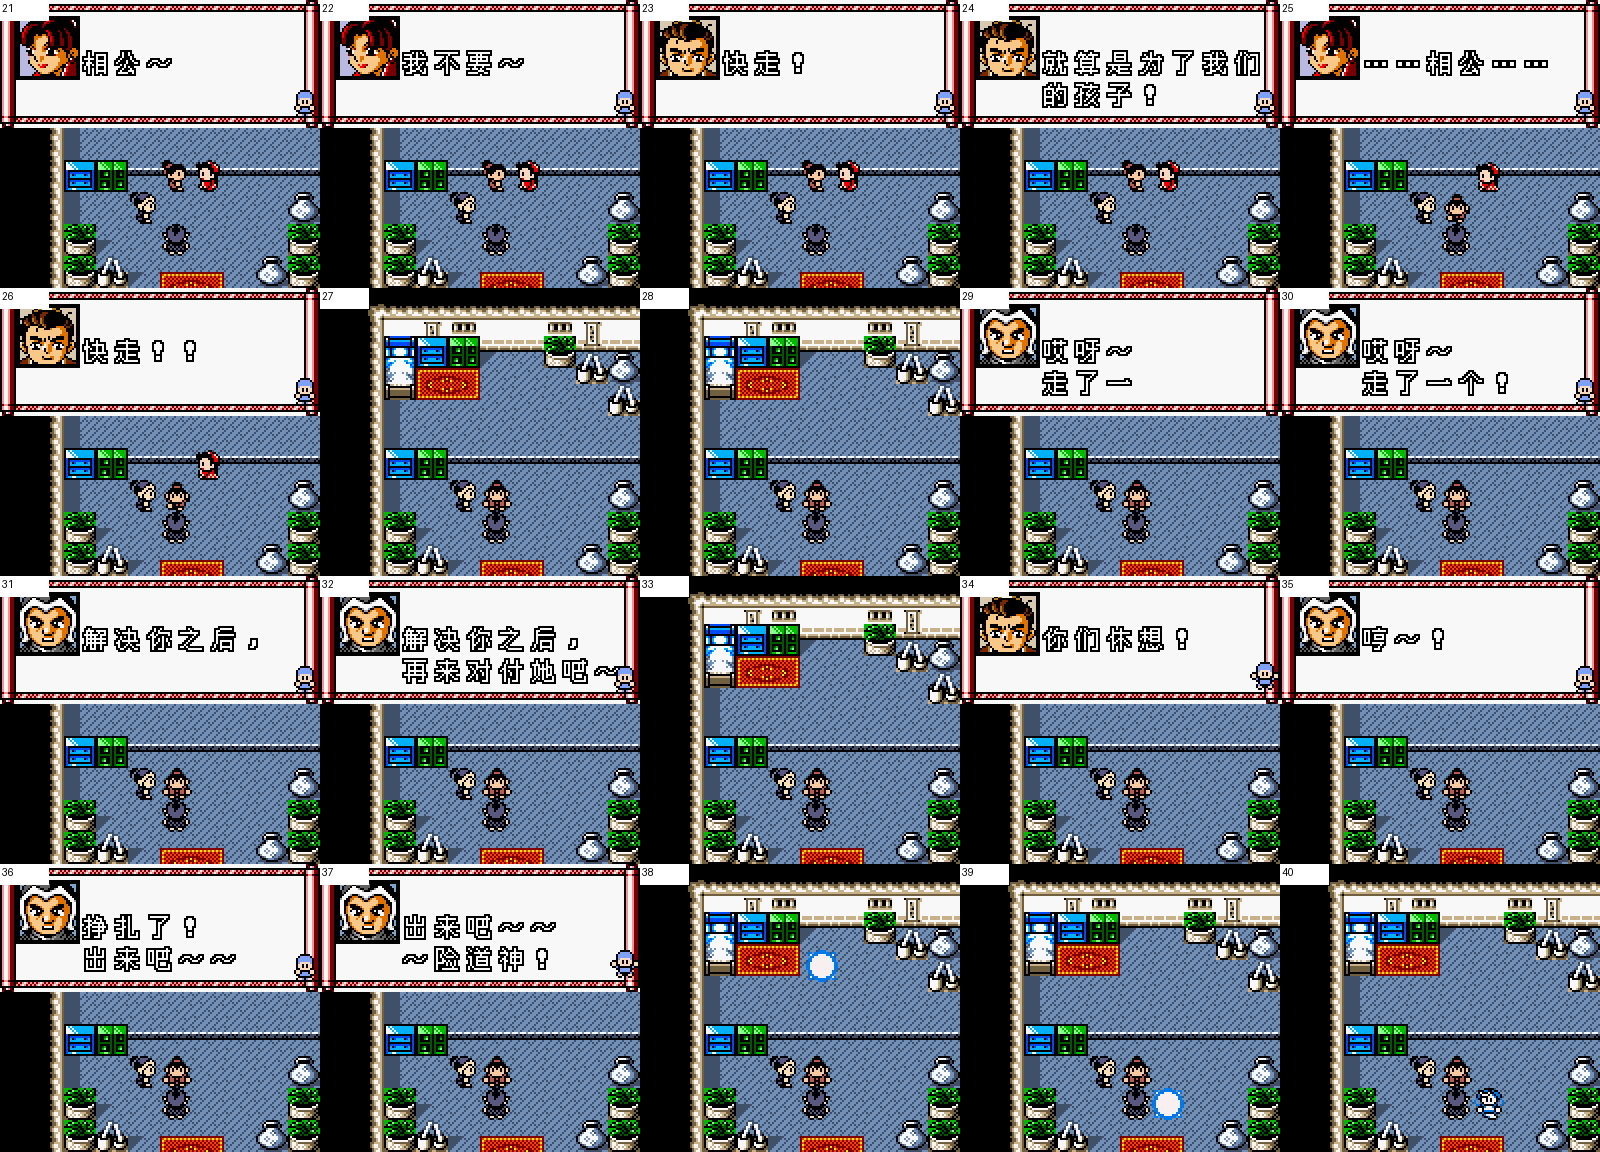 21
相公～
22
我不要～
23
快走！
24
就算是为了我们
的孩子！
25
……相公……
26
快走！！
27
28
29
哎呀～
走了一
30
哎呀～
走了一个！
31
解决你之后，
32
解决你之后，
再来对付她吧～
33
34
你们休想！
35
哼～！
36
挣扎了！
出来吧～～
37
出来吧～～
～险道神！
38
39
40